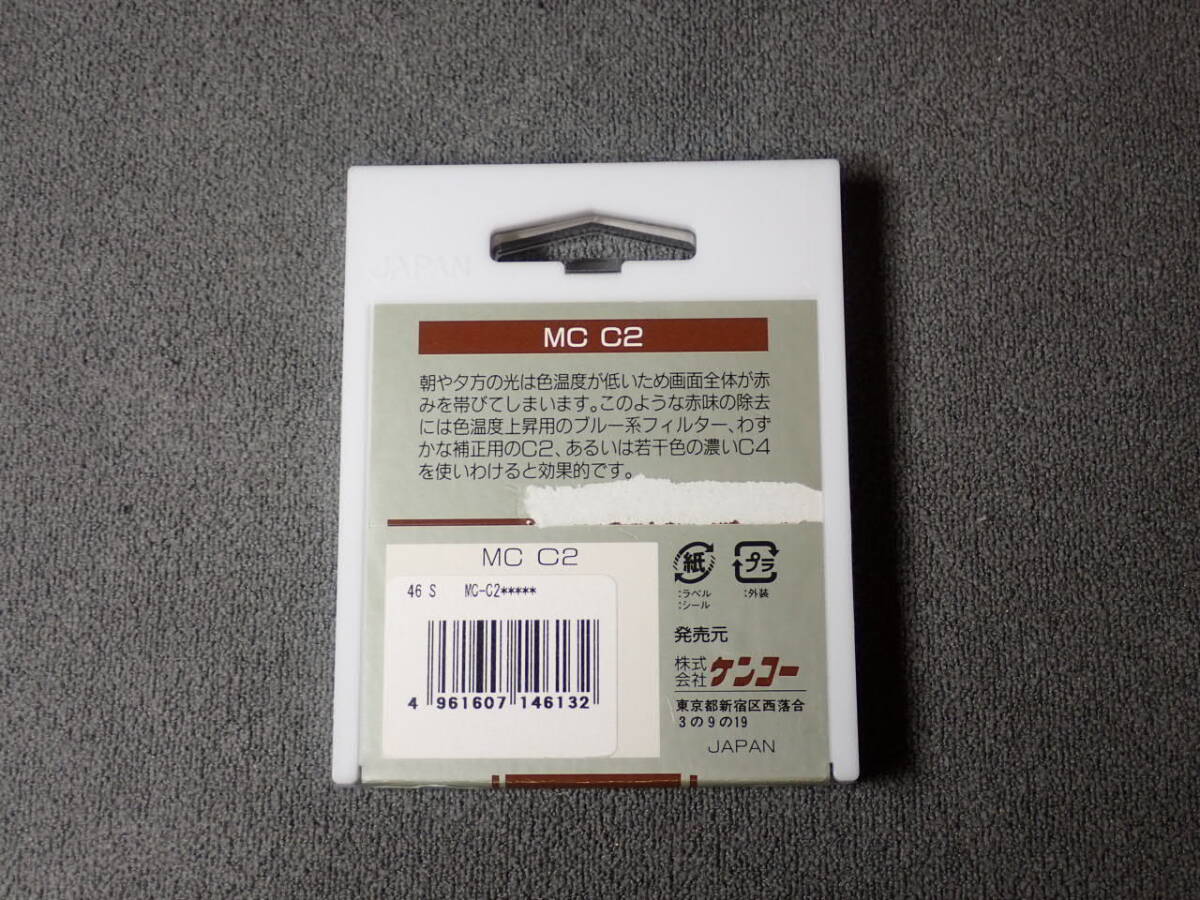 JAPAN
MC C2
朝や夕方の光は色温度が低いため画面全体が赤
みを帯びてしまいます。このような赤味の除去
には色温度上昇用のブルー系フィルター、わず
かな補正用のC2、あるいは若干色の濃いC4
を使いわけると効果的です。
MC C2
46 S MC-C2*****
4 961607 146132
紙
:ラベル
:シール
プラ
:外装
発売元
株式会社 ケンコー
東京都新宿区西落合
3の9の19
JAPAN